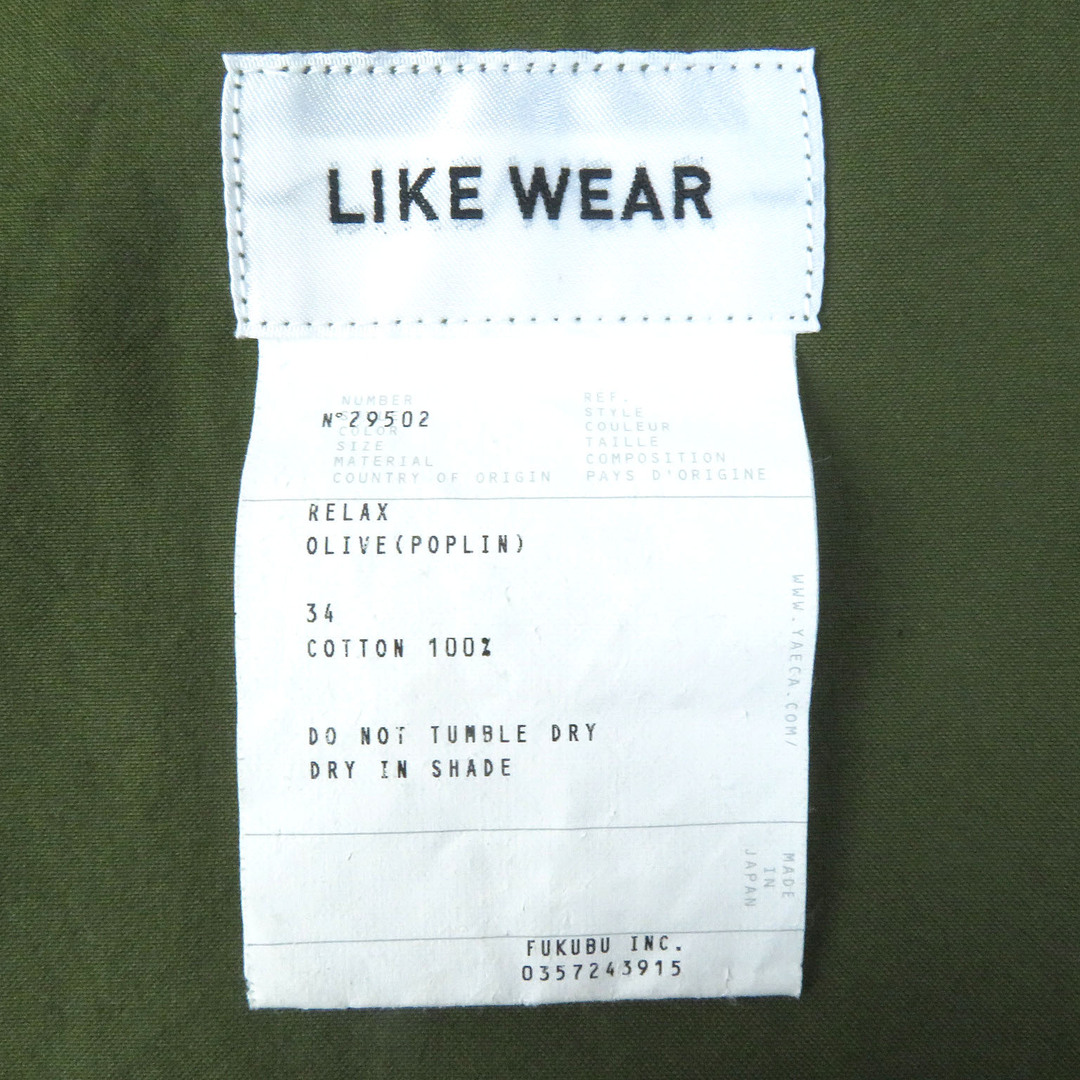 LIKE WEAR
NUMBER
N°29502
COLOR
SIZE
MATERIAL
COUNTRY OF ORIGIN
REF.
STYLE
COULEUR
TAILLE
COMPOSITION
PAYS D'ORIGINE
RELAX
OLIVE(POPLIN)
34
COTTON 100%
DO NOT TUMBLE DRY
DRY IN SHADE
WWW.YAECA.COM/
MADE
IN
JAPAN
FUKUBU INC.
0357243915